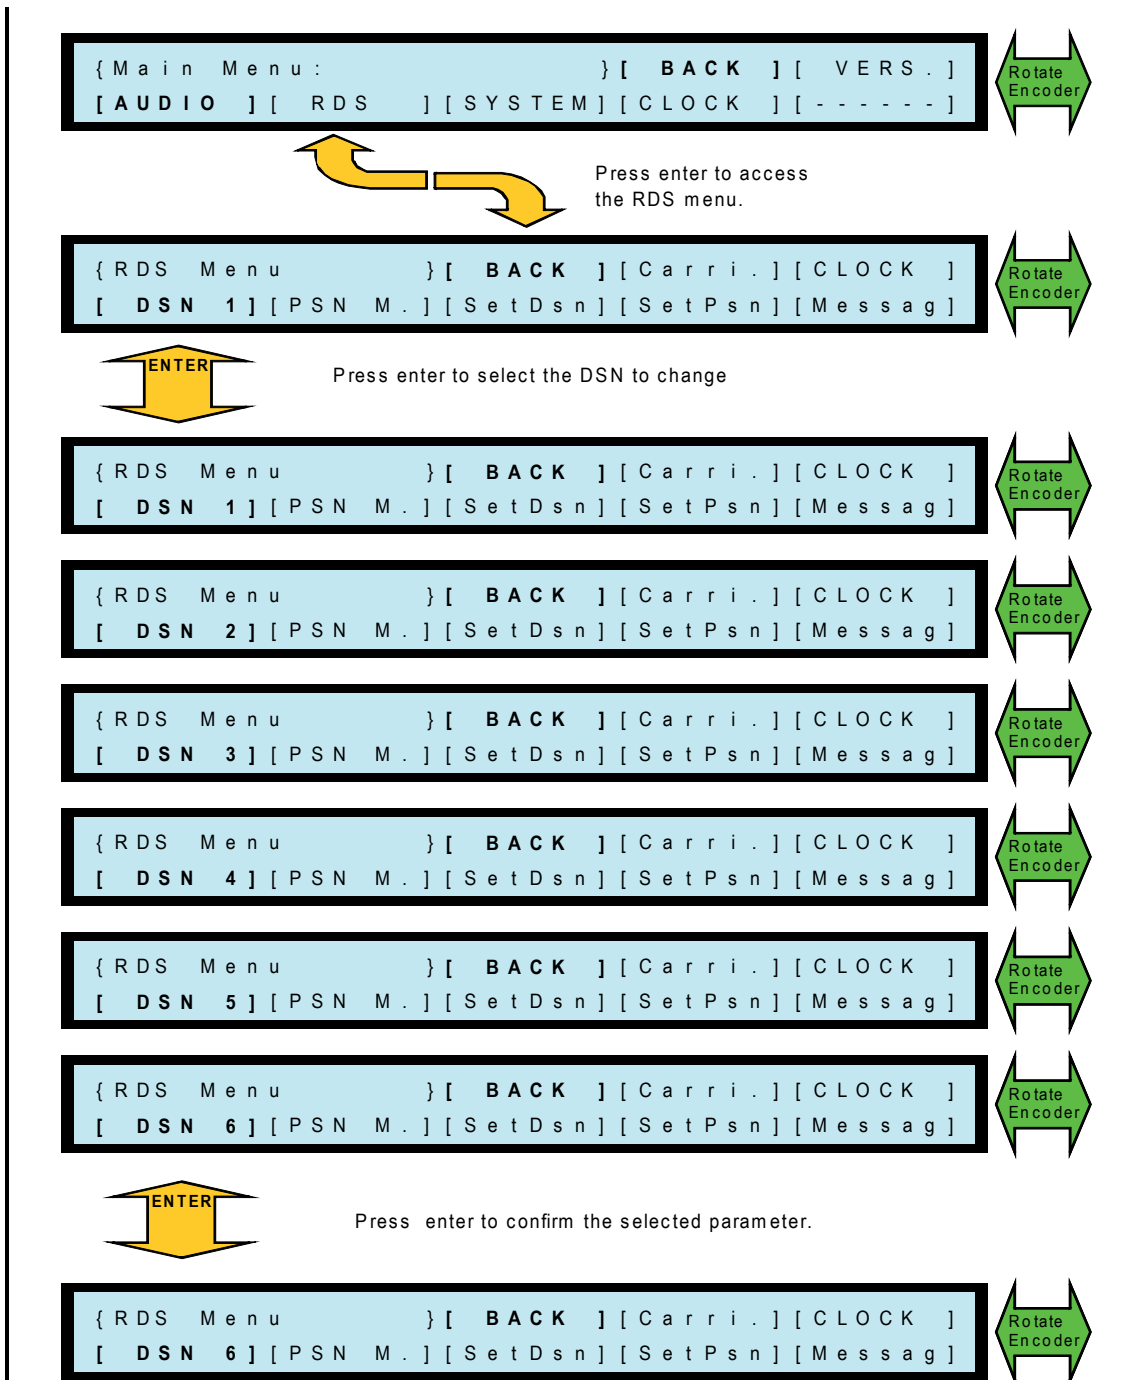 {Main Menu: }[ BACK ][ VERS.]
[AUDIO ][ RDS ][SYSTEM][CLOCK ][------]
Rotate
Encoder
Press enter to access
the RDS menu.
{RDS Menu }[ BACK ][Carri.][CLOCK ]
[ DSN 1][PSN M.][SetDsn][SetPsn][Messag]
Rotate
Encoder
ENTER
Press enter to select the DSN to change
{RDS Menu }[ BACK ][Carri.][CLOCK ]
[ DSN 1][PSN M.][SetDsn][SetPsn][Messag]
Rotate
Encoder
{RDS Menu }[ BACK ][Carri.][CLOCK ]
[ DSN 2][PSN M.][SetDsn][SetPsn][Messag]
Rotate
Encoder
{RDS Menu }[ BACK ][Carri.][CLOCK ]
[ DSN 3][PSN M.][SetDsn][SetPsn][Messag]
Rotate
Encoder
{RDS Menu }[ BACK ][Carri.][CLOCK ]
[ DSN 4][PSN M.][SetDsn][SetPsn][Messag]
Rotate
Encoder
{RDS Menu }[ BACK ][Carri.][CLOCK ]
[ DSN 5][PSN M.][SetDsn][SetPsn][Messag]
Rotate
Encoder
{RDS Menu }[ BACK ][Carri.][CLOCK ]
[ DSN 6][PSN M.][SetDsn][SetPsn][Messag]
Rotate
Encoder
ENTER
Press enter to confirm the selected parameter.
{RDS Menu }[ BACK ][Carri.][CLOCK ]
[ DSN 6][PSN M.][SetDsn][SetPsn][Messag]
Rotate
Encoder